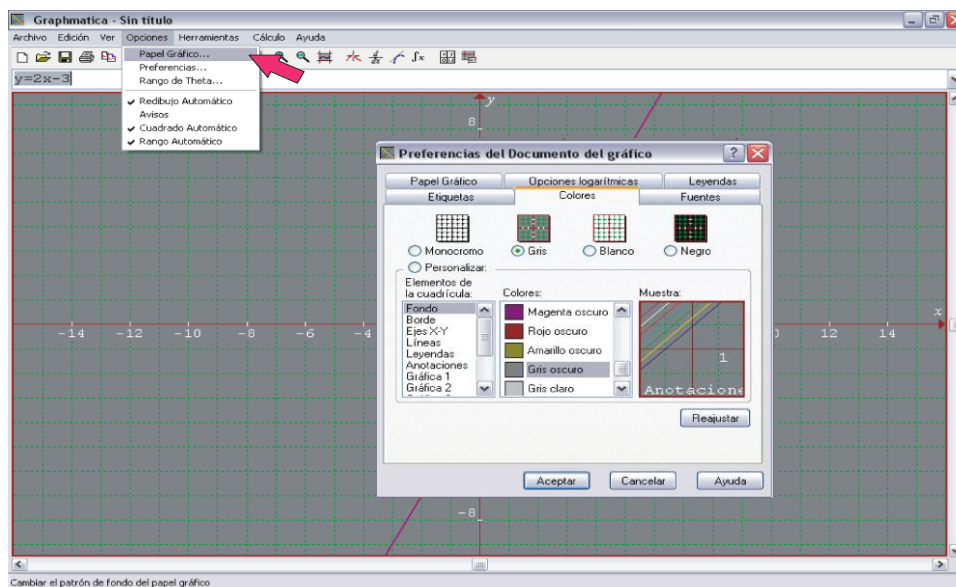 Graphmatica - Sin título
Archivo Edición Ver Opciones Herramientas Cálculo Ayuda
Papel Gráfico...
Preferencias...
Rango de Theta...
Redibujo Automático
Avisos
Cuadrado Automático
Rango Automático
y=2x-3
y
8
Preferencias del Documento del gráfico
Papel Gráfico Opciones logarítmicas Leyendas
Etiquetas Colores Fuentes
Monocromo Gris Blanco Negro
Personalizar:
Elementos de
la cuadrícula:
Colores:
Muestra:
Fondo
Borde
Ejes X-Y
Líneas
Leyendas
Anotaciones
Gráfica 1
Gráfica 2
Magenta oscuro
Rojo oscuro
Amarillo oscuro
Gris oscuro
Gris claro
1
Anotacione
Reajustar
Aceptar Cancelar Ayuda
x
-14 -12 -10 -8 -6 -4 12 14
-8
Cambiar el patrón de fondo del papel gráfico